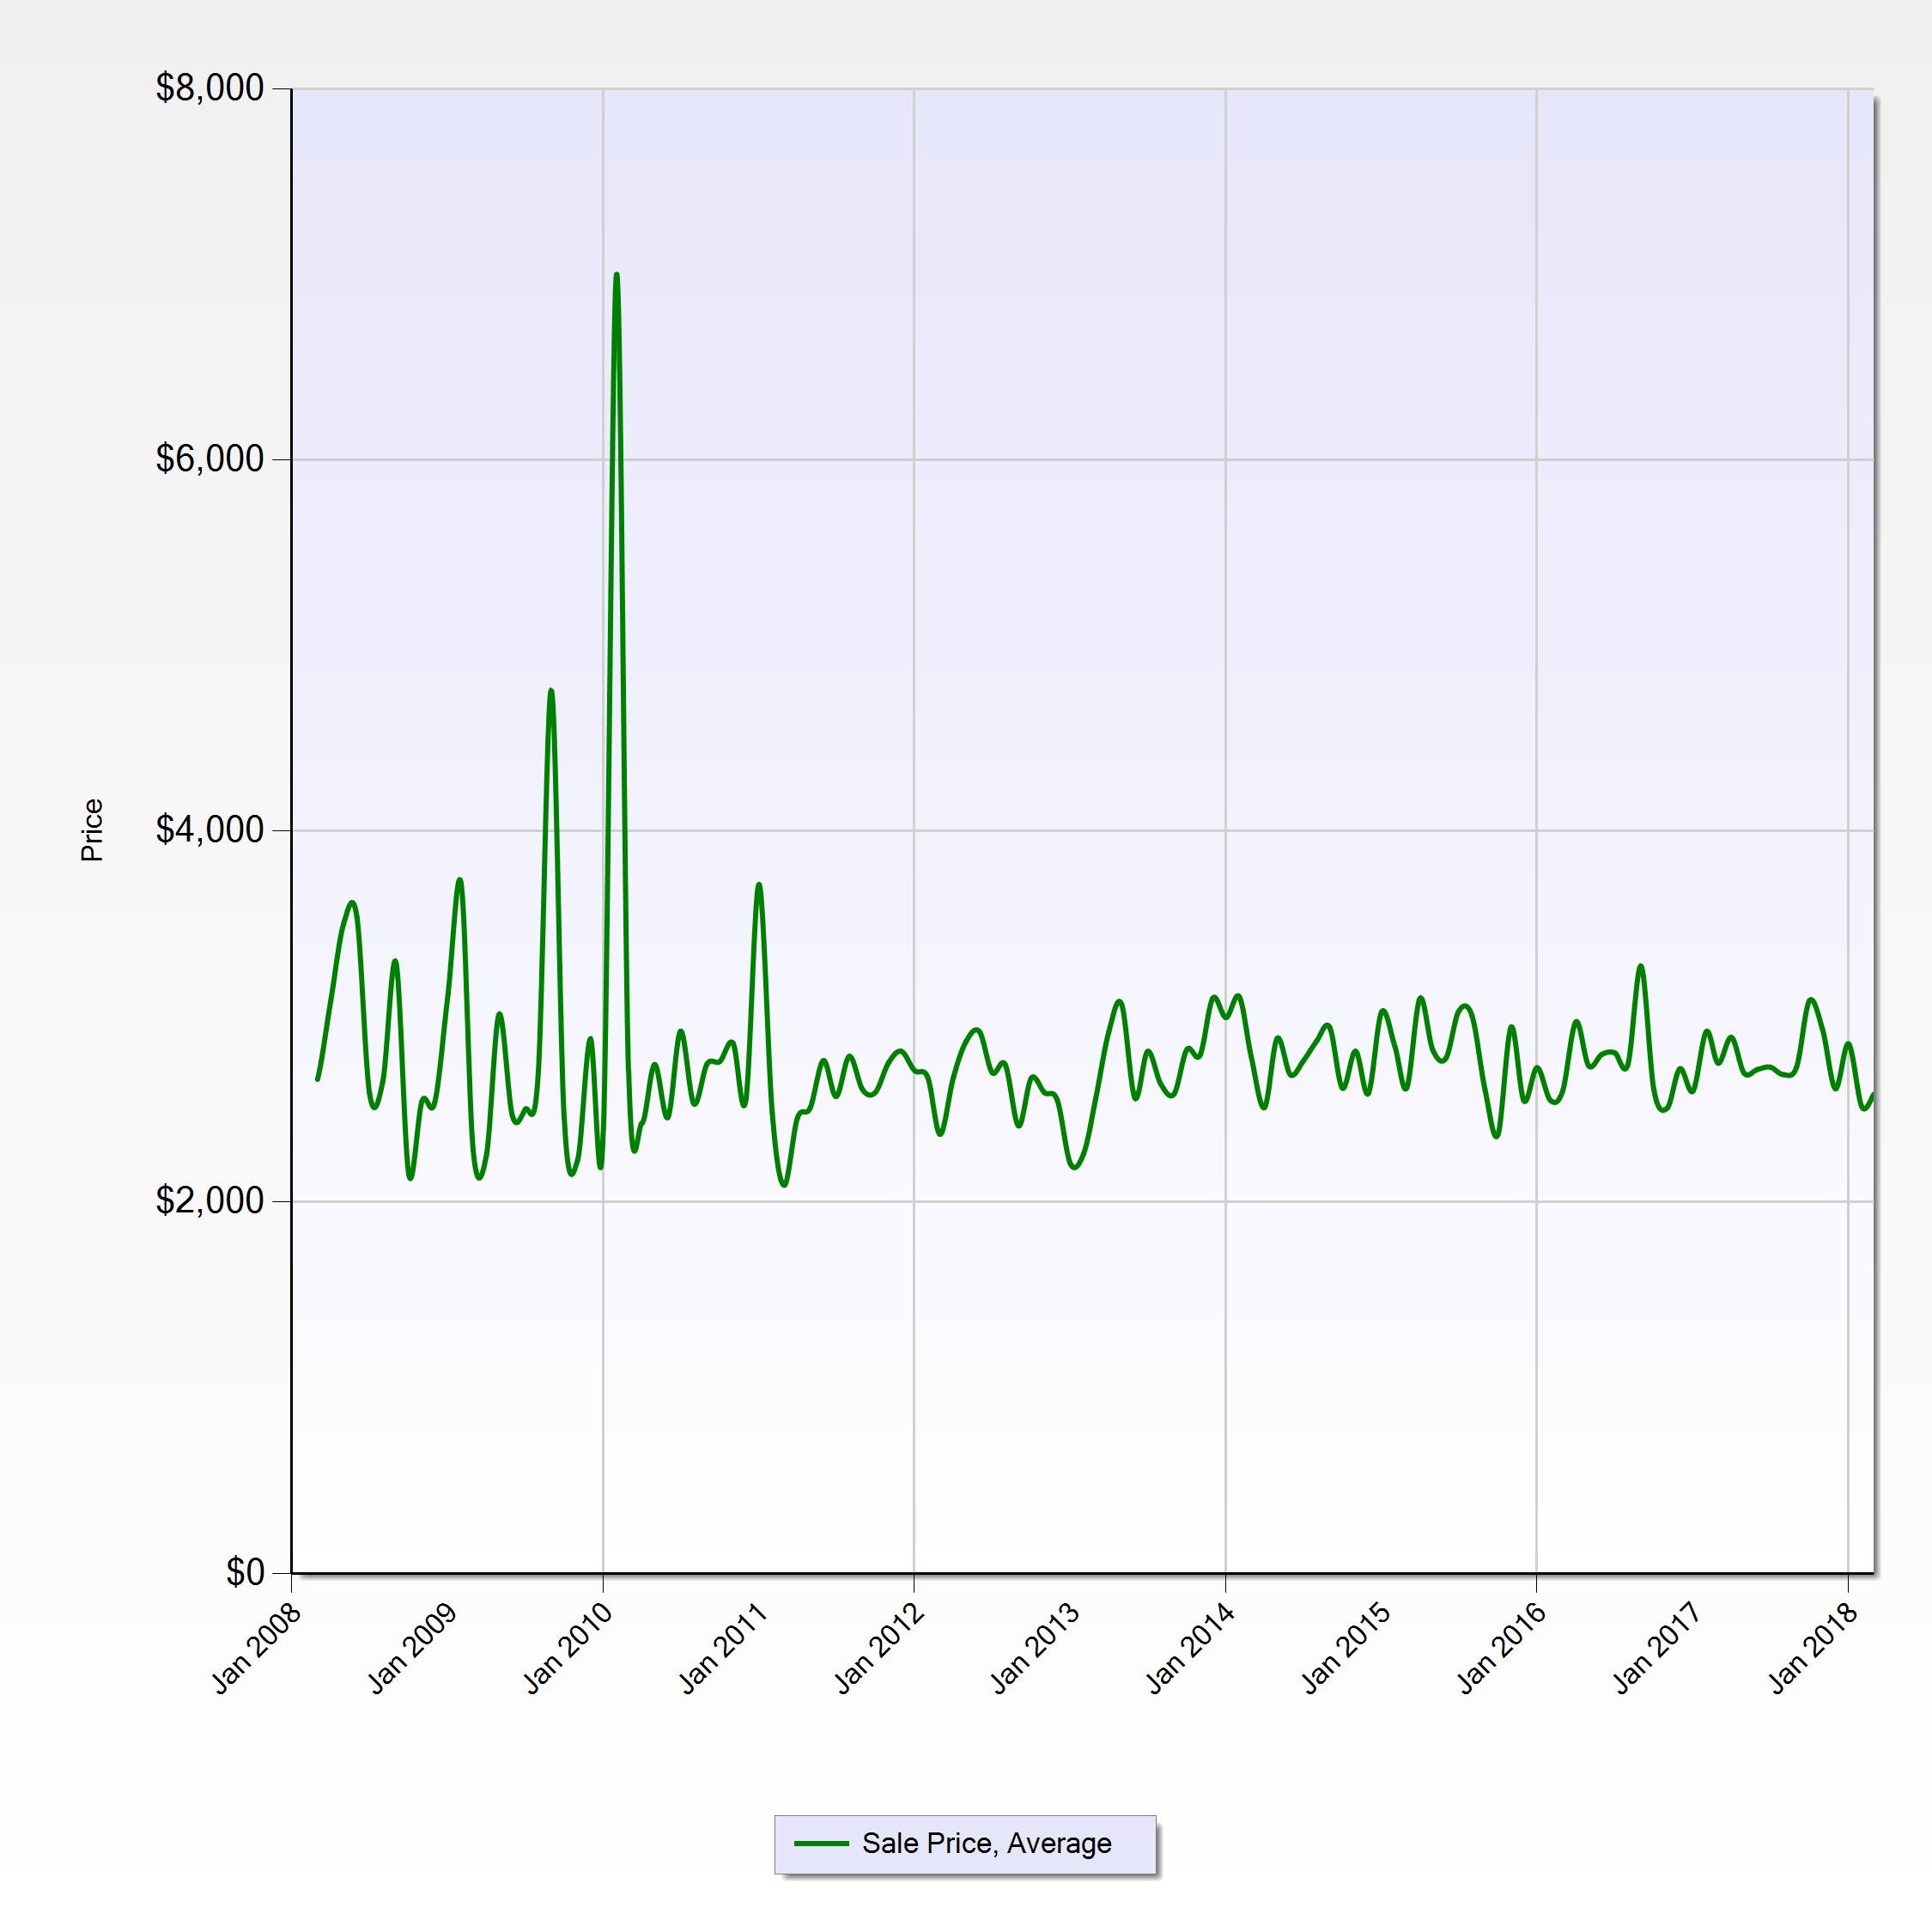 $8,000
$6,000
$4,000
$2,000
$0
Price
Jan 2008
Jan 2009
Jan 2010
Jan 2011
Jan 2012
Jan 2013
Jan 2014
Jan 2015
Jan 2016
Jan 2017
Jan 2018
Sale Price, Average